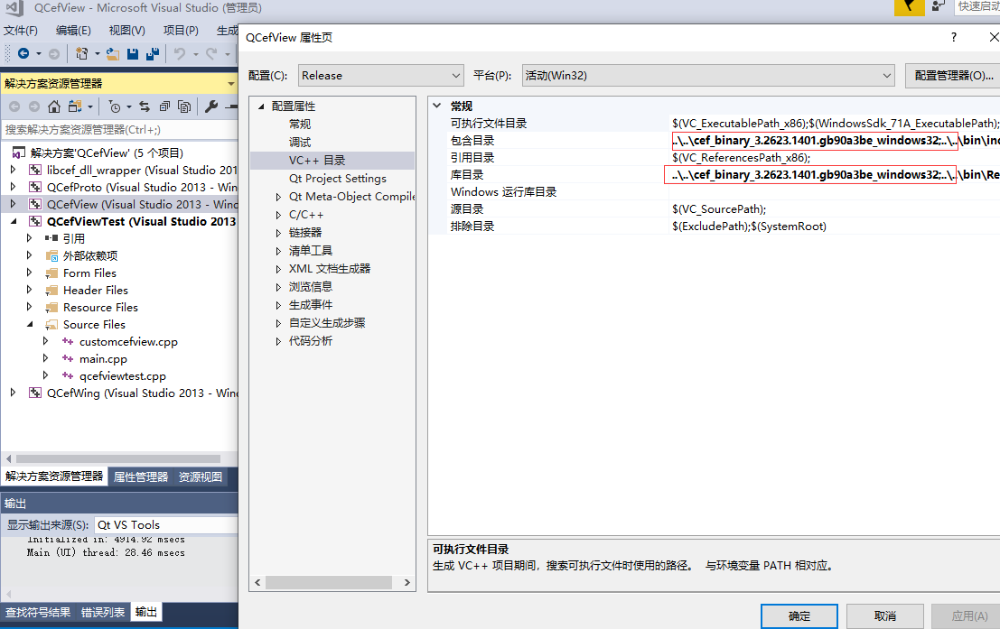 QCefView - Microsoft Visual Studio (管理员)
快速启动
文件(F) 编辑(E) 视图(V) 项目(P) 生成
解决方案资源管理器
搜索解决方案资源管理器(Ctrl+;)
解决方案'QCefView' (5 个项目)
libcef_dll_wrapper (Visual Studio 201
QCefProto (Visual Studio 2013 - Win
QCefView (Visual Studio 2013 - Wind
QCefViewTest (Visual Studio 2013
引用
外部依赖项
Form Files
Header Files
Resource Files
Source Files
customcefview.cpp
main.cpp
qcefviewtest.cpp
QCefWing (Visual Studio 2013 - Wind
解决方案资源管理器 属性管理器 资源视图
输出
显示输出来源(S): Qt VS Tools
Initialized in: 4914.92 msecs
Main (UI) thread: 28.46 msecs
查找符号结果 错误列表 输出
QCefView 属性页
?
配置(C): Release 平台(P): 活动(Win32) 配置管理器(O)...
配置属性
常规
调试
VC++ 目录
Qt Project Settings
Qt Meta-Object Compile
C/C++
链接器
清单工具
XML 文档生成器
浏览信息
生成事件
自定义生成步骤
代码分析
常规
可执行文件目录 $(VC_ExecutablePath_x86);$(WindowsSdk_71A_ExecutablePath);
包含目录 ..\..\cef_binary_3.2623.1401.gb90a3be_windows32;..\..\bin\inc
引用目录 $(VC_ReferencesPath_x86);
库目录 ..\..\cef_binary_3.2623.1401.gb90a3be_windows32;..\..\bin\Re
Windows 运行库目录
源目录 $(VC_SourcePath);
排除目录 $(ExcludePath);$(SystemRoot)
可执行文件目录
生成 VC++ 项目期间，搜索可执行文件时使用的路径。 与环境变量 PATH 相对应。
确定 取消 应用(A)